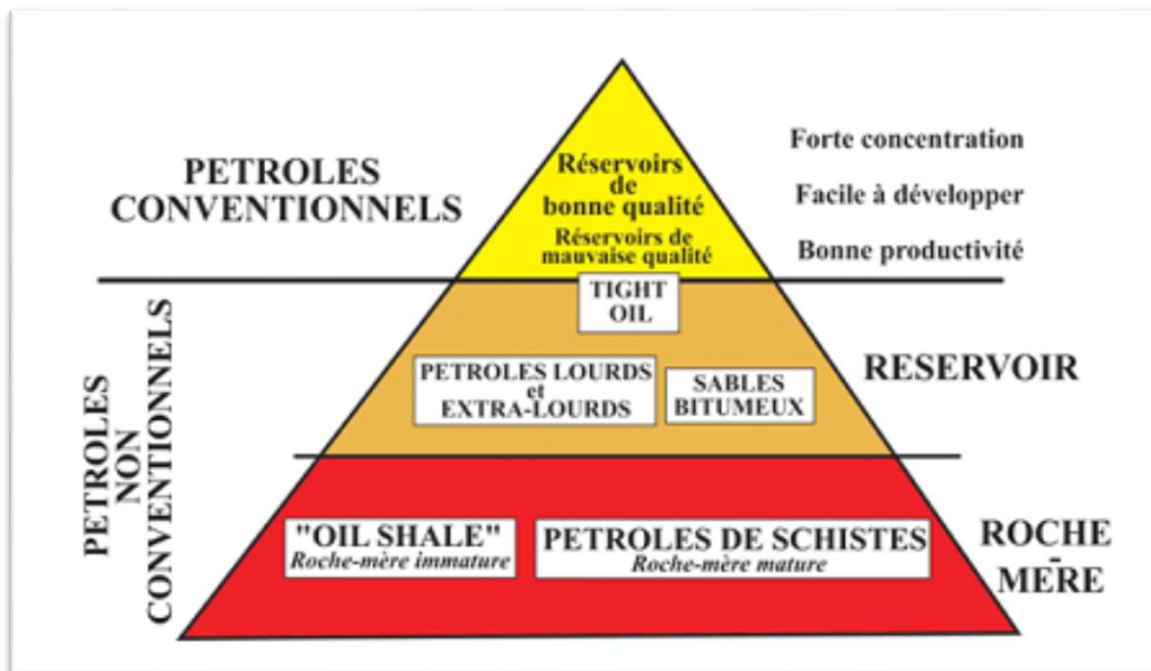 PETROLES
CONVENTIONNELS
Réservoirs
de
bonne qualité
Réservoirs de
mauvaise qualité
Forte concentration
Facile à développer
Bonne productivité
PETROLES
NON
CONVENTIONNELS
TIGHT
OIL
PETROLES LOURDS
et
EXTRA-LOURDS
SABLES
BITUMEUX
RESERVOIR
"OIL SHALE"
Roche-mère immature
PETROLES DE SCHISTES
Roche-mère mature
ROCHE
-
MERE